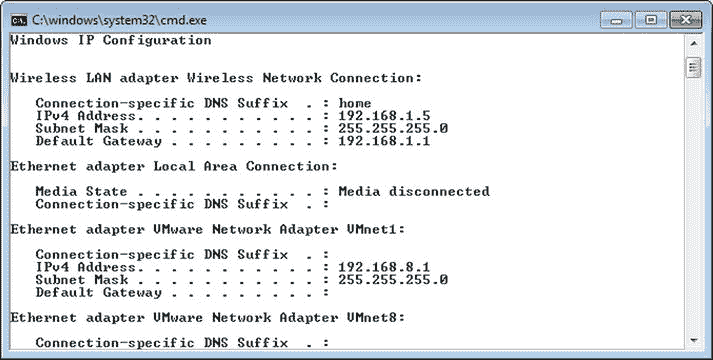 C:\windows\system32\cmd.exe
Windows IP Configuration
Wireless LAN adapter Wireless Network Connection:
Connection-specific DNS Suffix  . : home
IPv4 Address. . . . . . . . . . . : 192.168.1.5
Subnet Mask . . . . . . . . . . . : 255.255.255.0
Default Gateway . . . . . . . . . : 192.168.1.1
Ethernet adapter Local Area Connection:
Media State . . . . . . . . . . . : Media disconnected
Connection-specific DNS Suffix  . :
Ethernet adapter VMware Network Adapter VMnet1:
Connection-specific DNS Suffix  . :
IPv4 Address. . . . . . . . . . . : 192.168.8.1
Subnet Mask . . . . . . . . . . . : 255.255.255.0
Default Gateway . . . . . . . . . :
Ethernet adapter VMware Network Adapter VMnet8:
Connection-specific DNS Suffix  . :